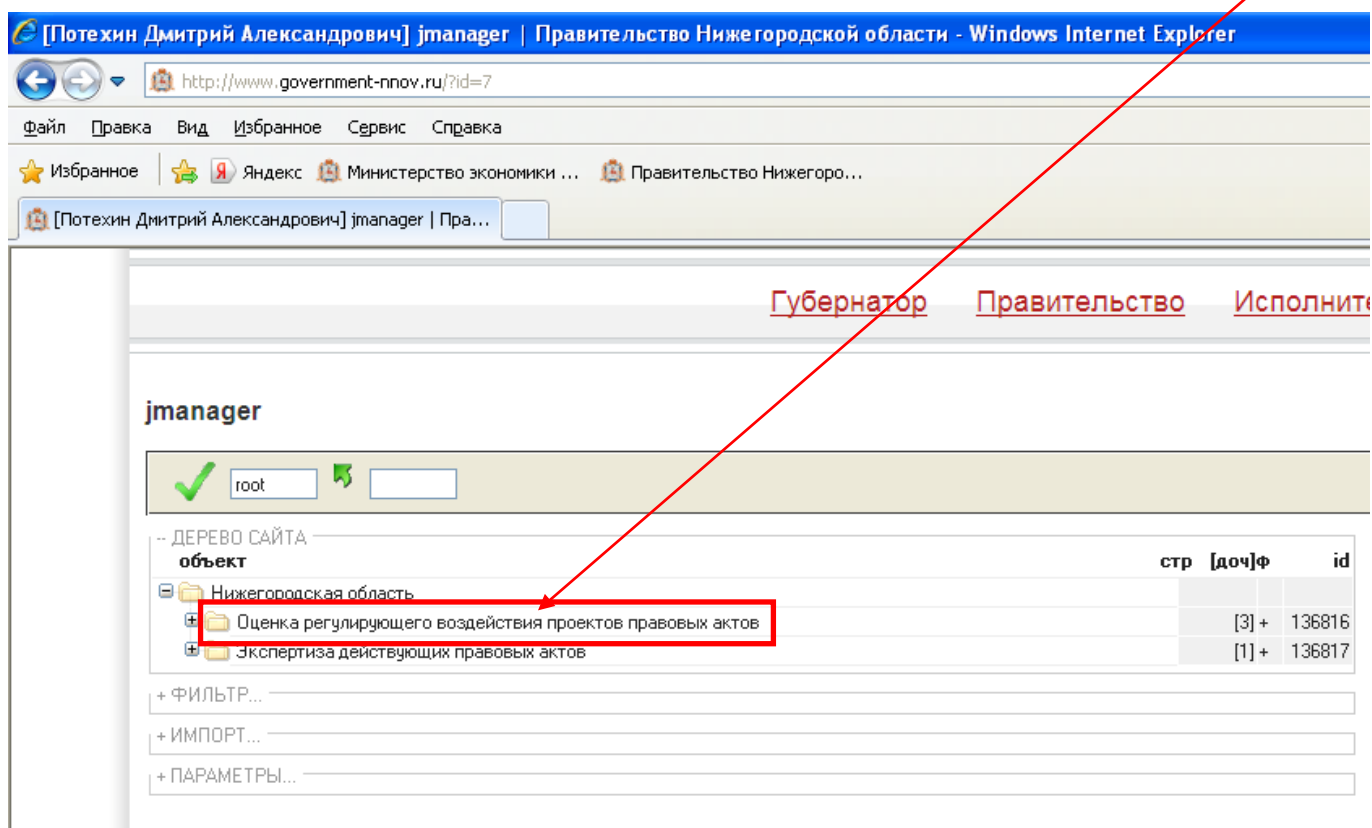 [Потехин Дмитрий Александрович] jmanager | Правительство Нижегородской области - Windows Internet Explorer
http://www.government-nnov.ru/?id=7
Файл Правка Вид Избранное Сервис Справка
Избранное Яндекс Министерство экономики ... Правительство Нижегоро...
[Потехин Дмитрий Александрович] jmanager | Пра...
Губернатор Правительство Исполните
jmanager
root
-- ДЕРЕВО САЙТА
объект стр [доч]ф id
Нижегородская область
Оценка регулирующего воздействия проектов правовых актов [3] + 136816
Экспертиза действующих правовых актов [1] + 136817
+ ФИЛЬТР...
+ ИМПОРТ...
+ ПАРАМЕТРЫ...